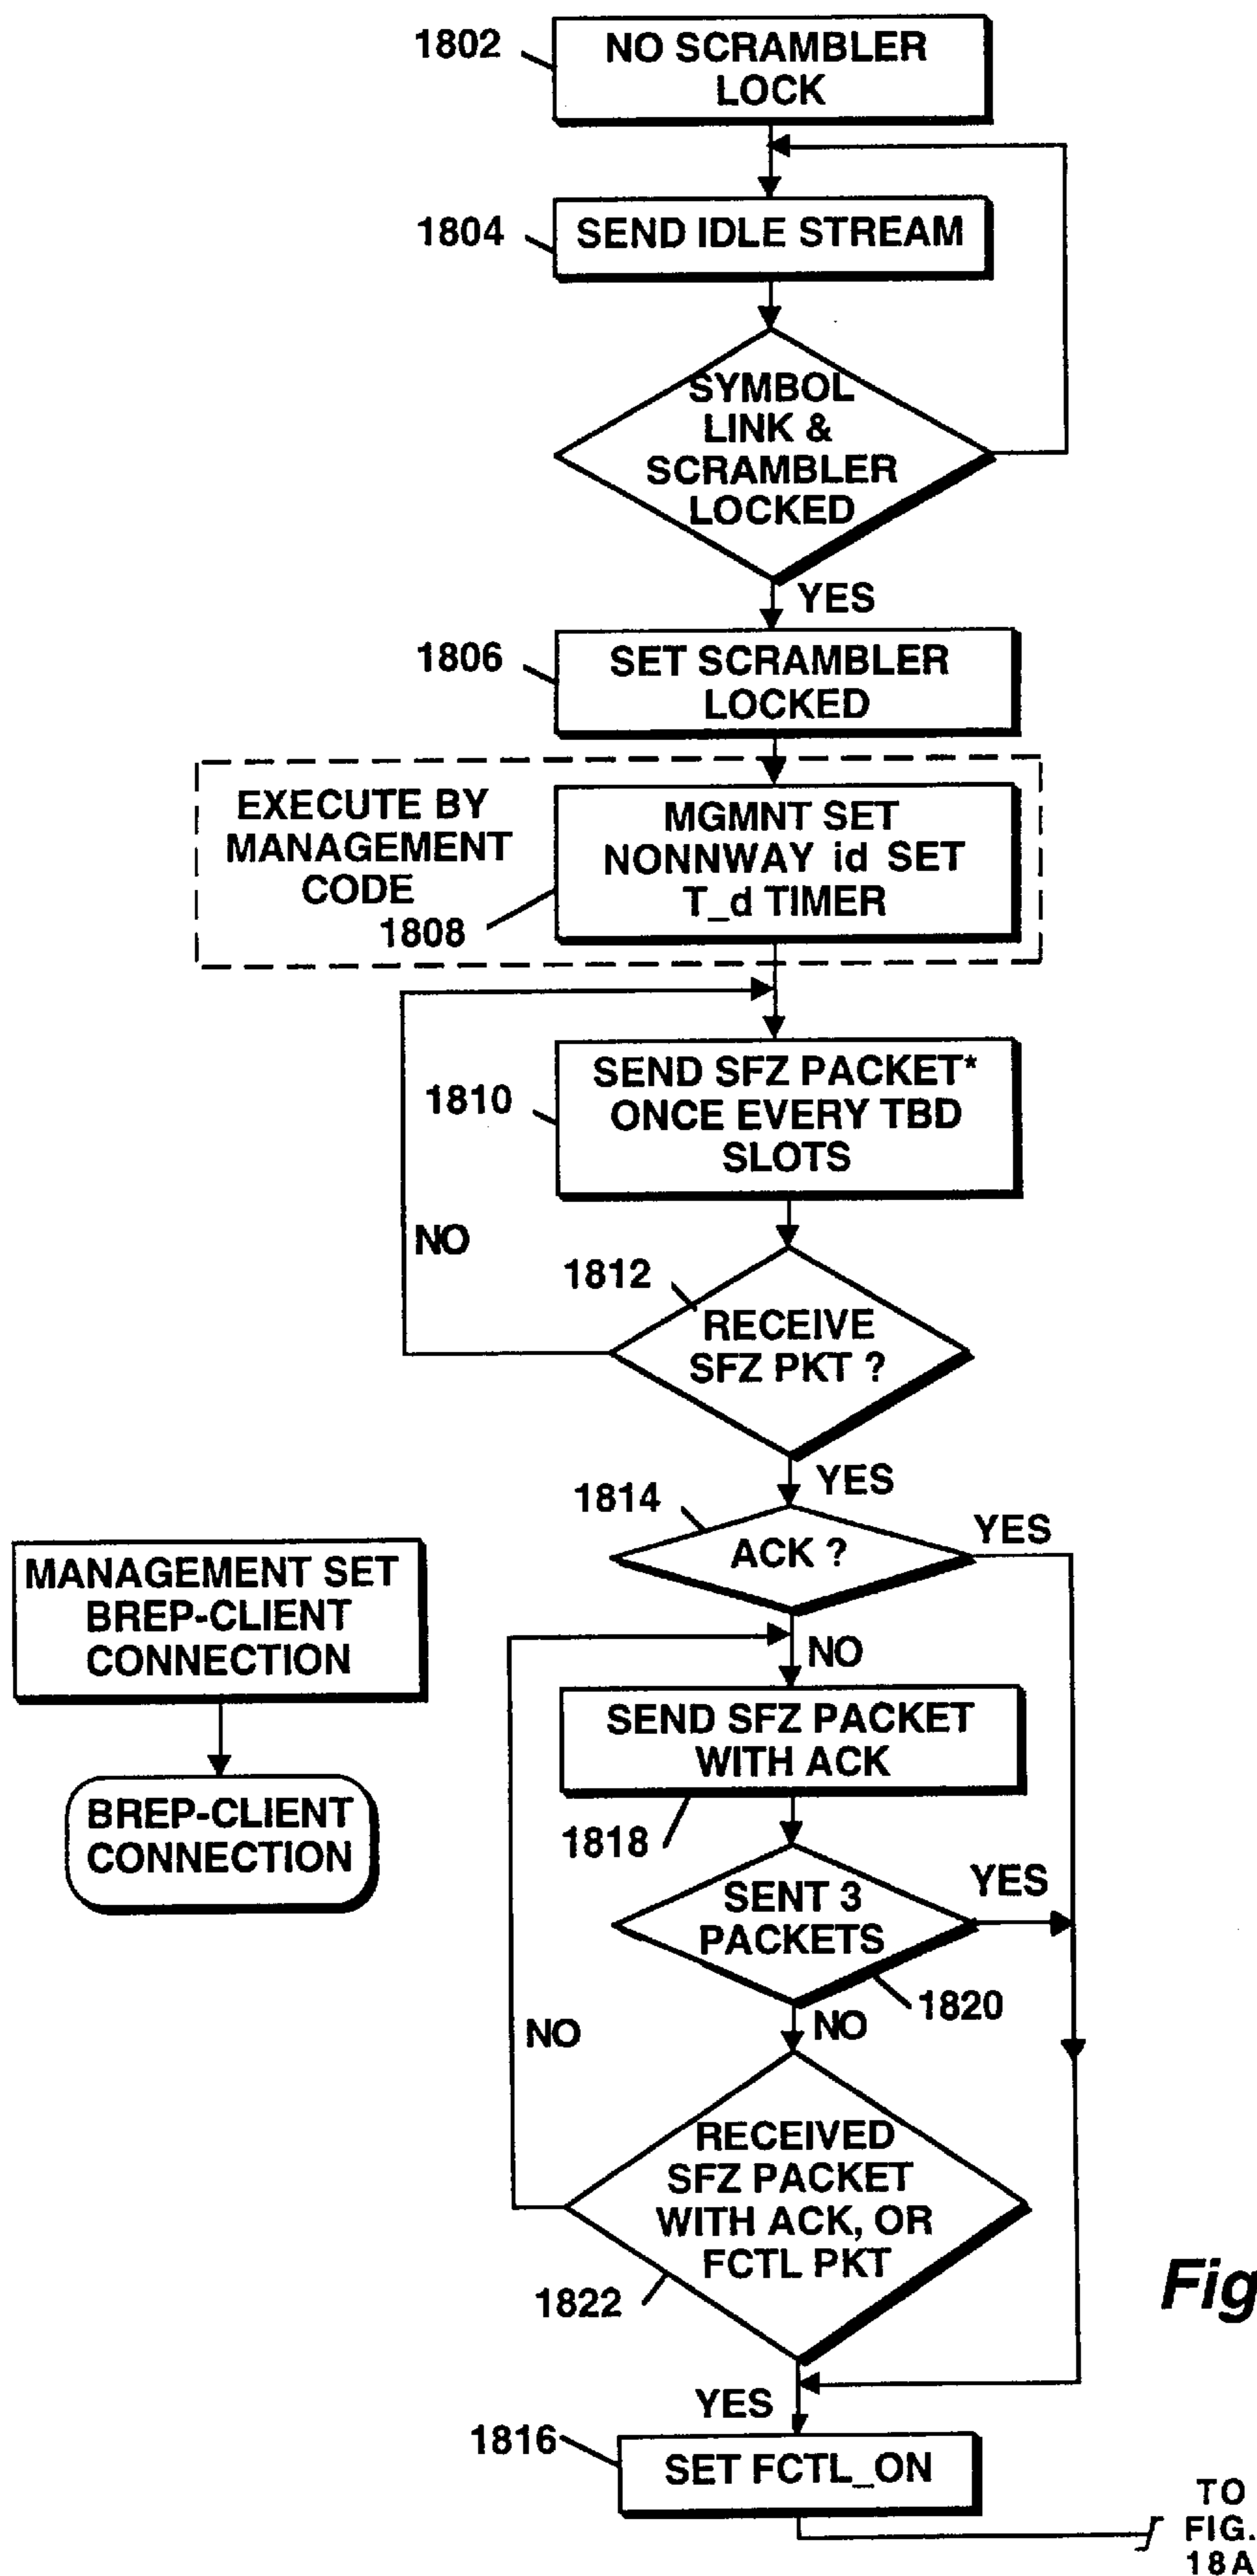 1802
NO SCRAMBLER
LOCK
1804
SEND IDLE STREAM
SYMBOL
LINK &
SCRAMBLER
LOCKED
YES
1806
SET SCRAMBLER
LOCKED
EXECUTE BY
MANAGEMENT
CODE
1808
MGMNT SET
NONNWAY id SET
T_d TIMER
1810
SEND SFZ PACKET*
ONCE EVERY TBD
SLOTS
NO
1812
RECEIVE
SFZ PKT ?
YES
1814
ACK ?
YES
MANAGEMENT SET
BREP-CLIENT
CONNECTION
BREP-CLIENT
CONNECTION
NO
SEND SFZ PACKET
WITH ACK
1818
SENT 3
PACKETS
YES
1820
NO
NO
RECEIVED
SFZ PACKET
WITH ACK, OR
FCTL PKT
1822
Fig
YES
1816
SET FCTL_ON
TO
FIG.
18A